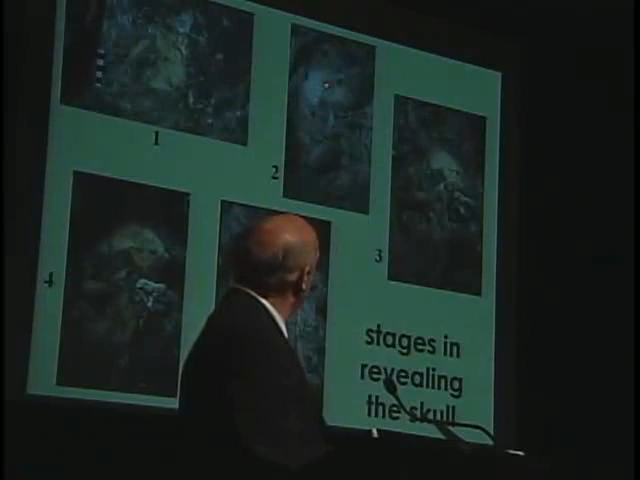 1
2
3
4
stages in
revealing
the skull